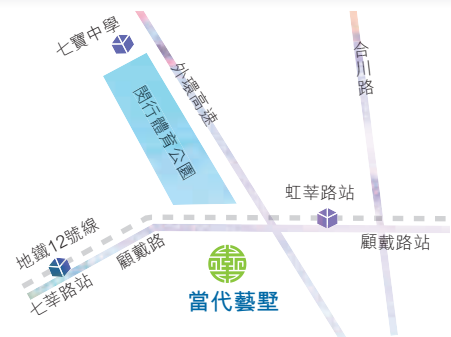 七寶中學
外環高速
合川路
閔行體育公園
虹莘路站
顧戴路站
地鐵12號線
顧戴路
七莘路站
當代藝墅